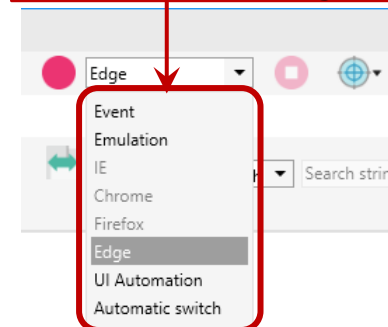 Edge
Event
Emulation
IE
Search strin
Chrome
Firefox
Edge
UI Automation
Automatic switch